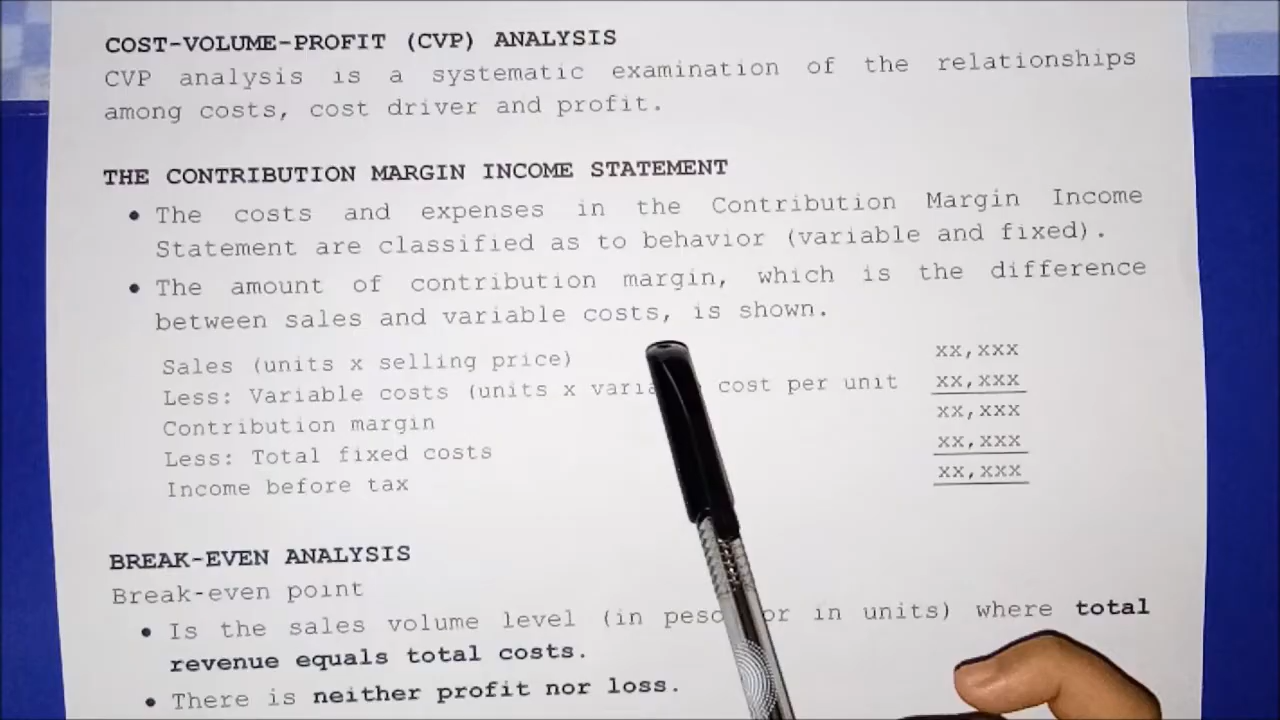 COST-VOLUME-PROFIT (CVP) ANALYSIS
CVP analysis is a systematic examination of the relationships
among costs, cost driver and profit.
THE CONTRIBUTION MARGIN INCOME STATEMENT
• The costs and expenses in the Contribution Margin Income
Statement are classified as to behavior (variable and fixed).
• The amount of contribution margin, which is the difference
between sales and variable costs, is shown.
Sales (units x selling price) xx,xxx
Less: Variable costs (units x cost per unit xx,xxx
Contribution margin xx,xxx
Less: Total fixed costs xx,xxx
Income before tax xx,xxx
BREAK-EVEN ANALYSIS
Break-even point
• Is the sales volume level (in or in units) where total
revenue equals total costs.
• There is neither profit nor loss.